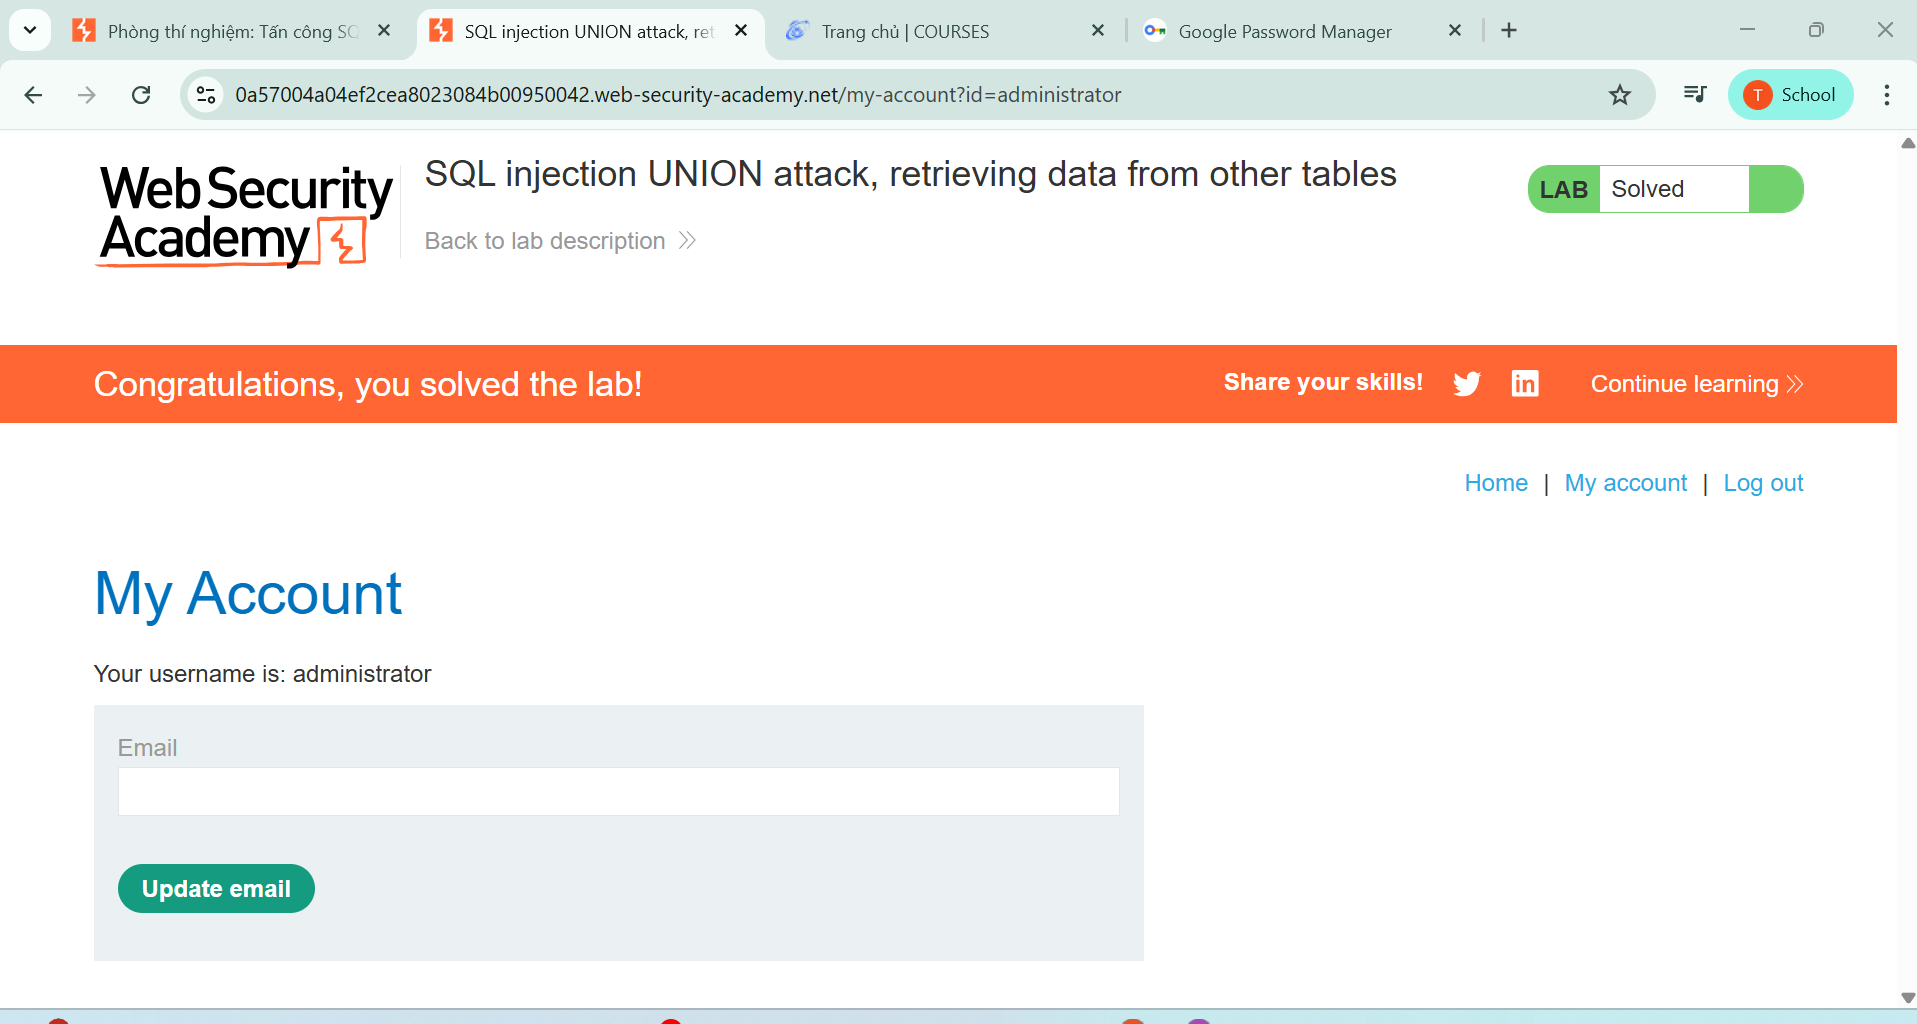 Phòng thí nghiệm: Tấn công SQ
SQL injection UNION attack, ret
Trang chủ | COURSES
Google Password Manager
0a57004a04ef2cea8023084b00950042.web-security-academy.net/my-account?id=administrator
T School
Web Security
Academy
SQL injection UNION attack, retrieving data from other tables
Back to lab description
LAB Solved
Congratulations, you solved the lab!
Share your skills!
in
Continue learning
Home | My account | Log out
My Account
Your username is: administrator
Email
Update email